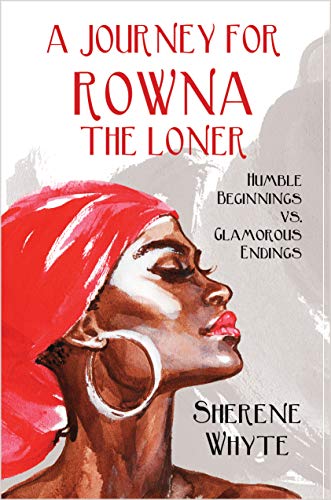 A JOURNEY FOR
ROWNA
THE LONER
HUMBLE
BEGINNINGS
VS.
GLAMOROUS
ENDINGS
SHERENE
WHYTE